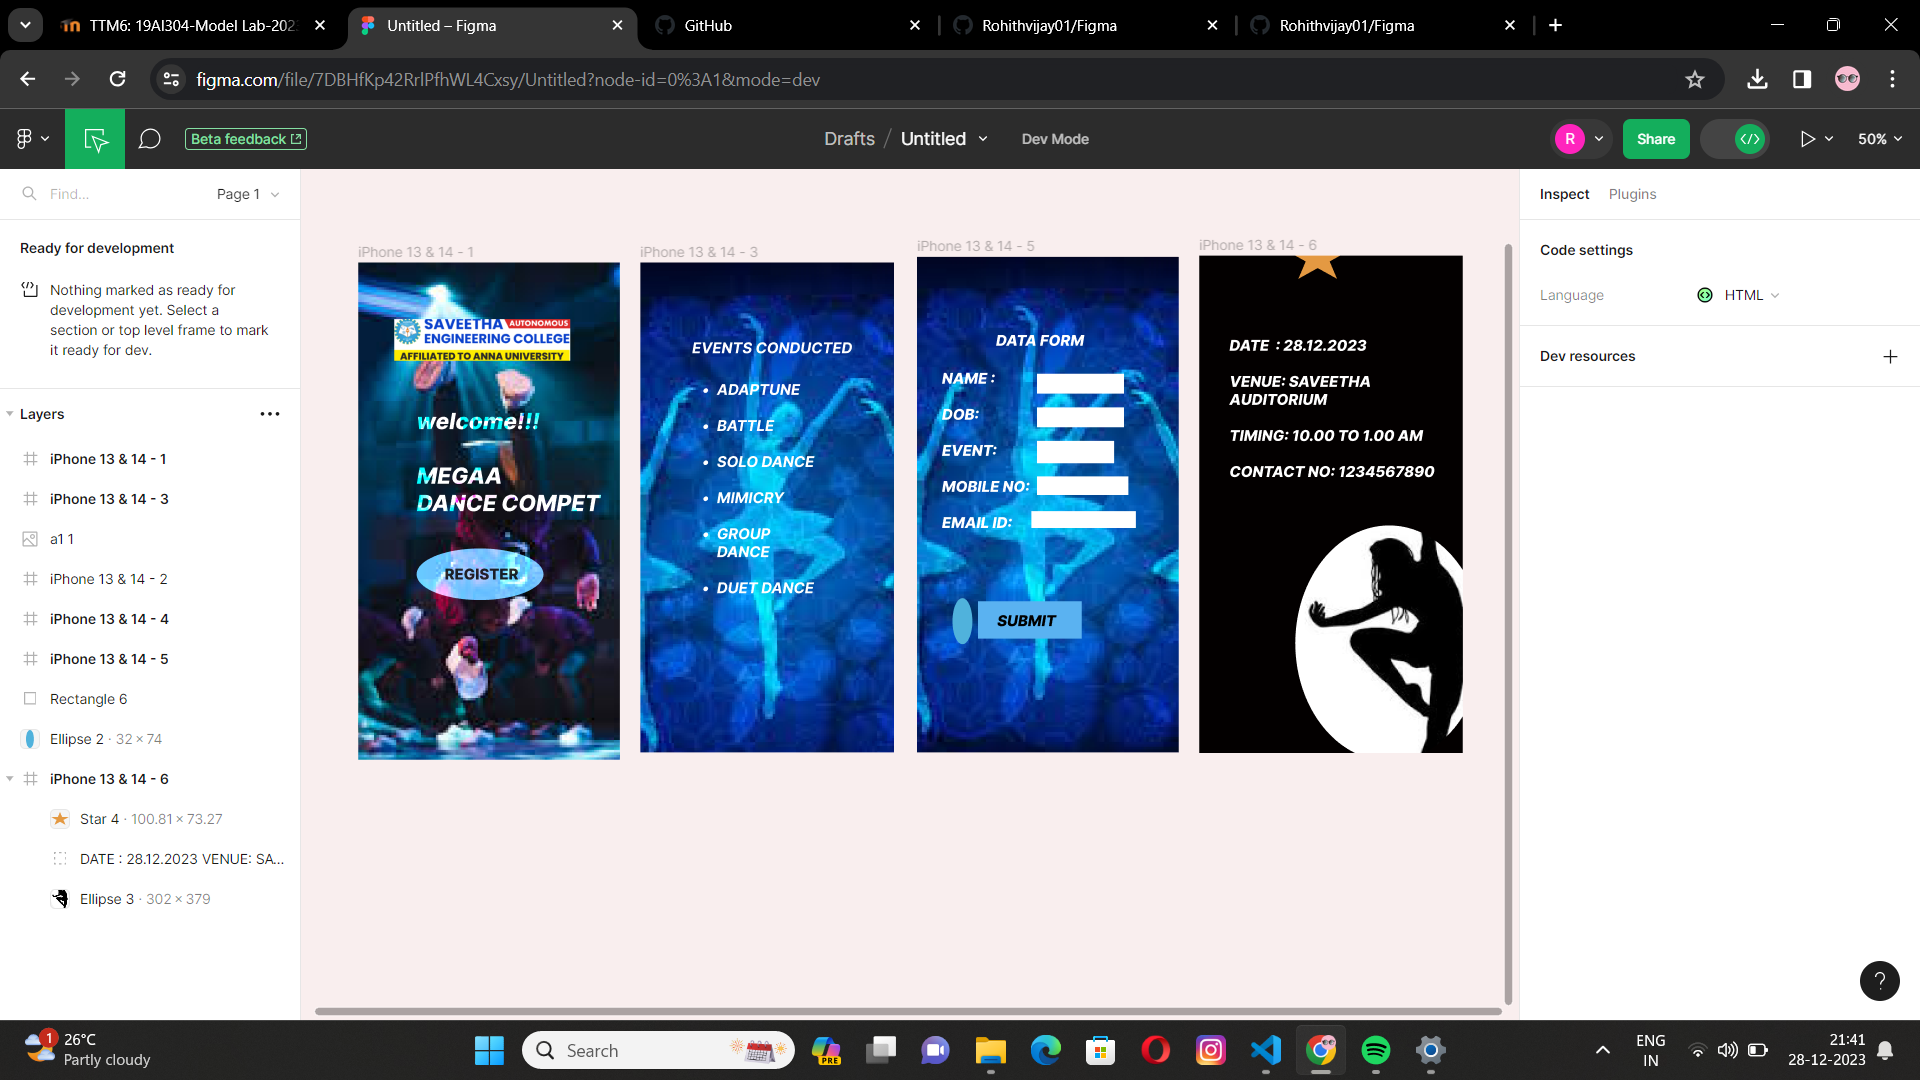 TTM6: 19AI304-Model Lab-202
Untitled – Figma
GitHub
Rohithvijay01/Figma
Rohithvijay01/Figma
figma.com/file/7DBHfKp42RrlPfhWL4Cxsy/Untitled?node-id=0%3A1&mode=dev
Beta feedback
Drafts / Untitled
Dev Mode
R
Share
50%
Find...
Page 1
Ready for development
Nothing marked as ready for
development yet. Select a
section or top level frame to mark
it ready for dev.
Layers
iPhone 13 & 14 - 1
iPhone 13 & 14 - 3
a1 1
iPhone 13 & 14 - 2
iPhone 13 & 14 - 4
iPhone 13 & 14 - 5
Rectangle 6
Ellipse 2 · 32 × 74
iPhone 13 & 14 - 6
Star 4 · 100.81 × 73.27
DATE : 28.12.2023 VENUE: SA...
Ellipse 3 · 302 × 379
iPhone 13 & 14 - 1
SAVEETHA AUTONOMOUS
ENGINEERING COLLEGE
AFFILIATED TO ANNA UNIVERSITY
welcome!!!
MEGAA
DANCE COMPET
REGISTER
iPhone 13 & 14 - 3
EVENTS CONDUCTED
• ADAPTUNE
• BATTLE
• SOLO DANCE
• MIMICRY
• GROUP
DANCE
• DUET DANCE
iPhone 13 & 14 - 5
DATA FORM
NAME :
DOB:
EVENT:
MOBILE NO:
EMAIL ID:
SUBMIT
iPhone 13 & 14 - 6
DATE : 28.12.2023
VENUE: SAVEETHA
AUDITORIUM
TIMING: 10.00 TO 1.00 AM
CONTACT NO: 1234567890
Inspect
Plugins
Code settings
Language
HTML
Dev resources
?
1
26°C
Partly cloudy
Search
PRE
ENG
IN
21:41
28-12-2023